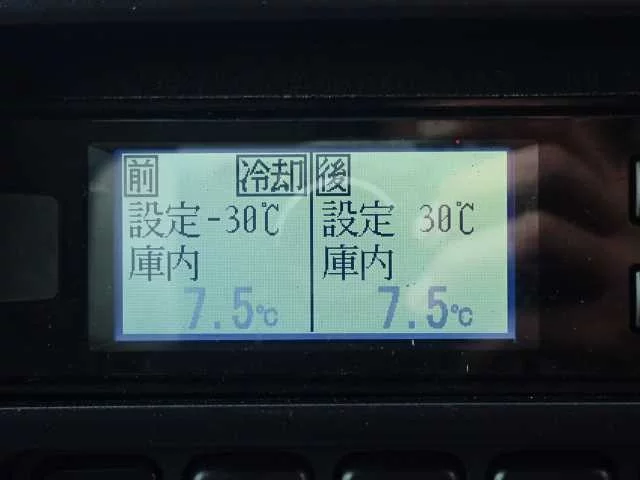 前 冷却
設定-30℃
庫内
7.5℃
後
設定 30℃
庫内
7.5℃